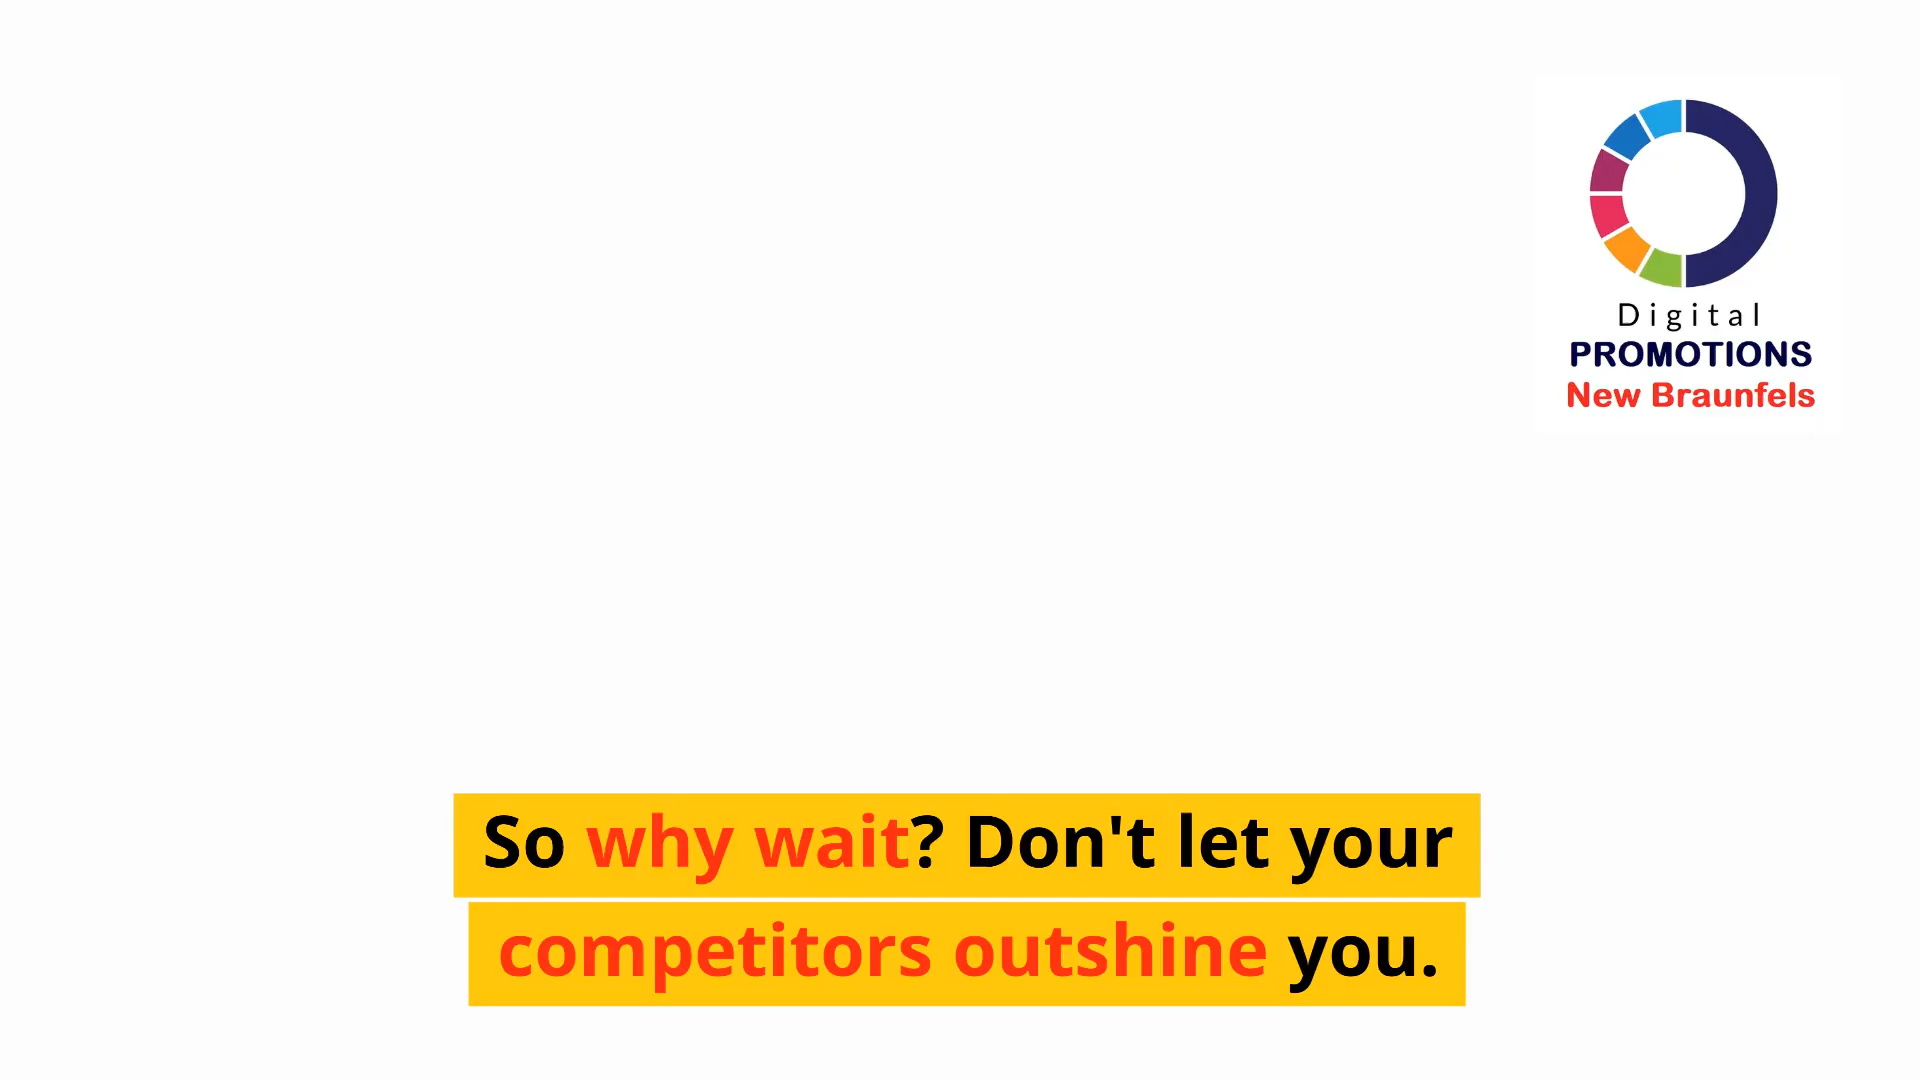 Digital
PROMOTIONS
New Braunfels
So why wait? Don't let your
competitors outshine you.